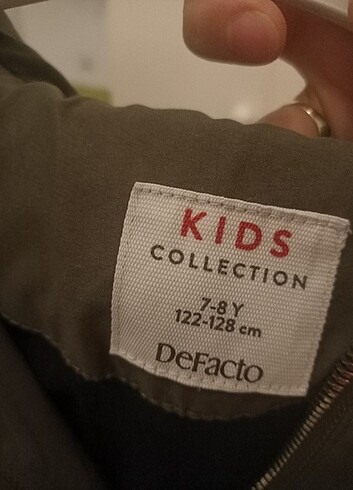 KIDS
COLLECTION
7-8 Y
122-128 cm
DeFacto